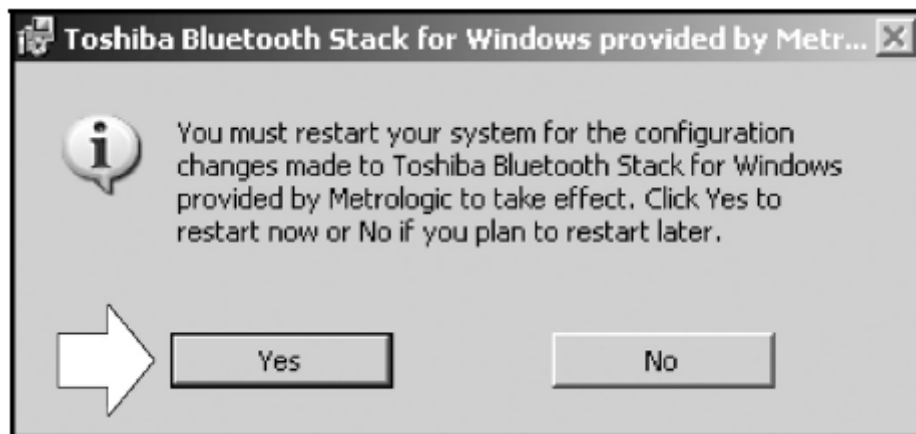 Toshiba Bluetooth Stack for Windows provided by Metr...
You must restart your system for the configuration
changes made to Toshiba Bluetooth Stack for Windows
provided by Metrologic to take effect. Click Yes to
restart now or No if you plan to restart later.
Yes
No